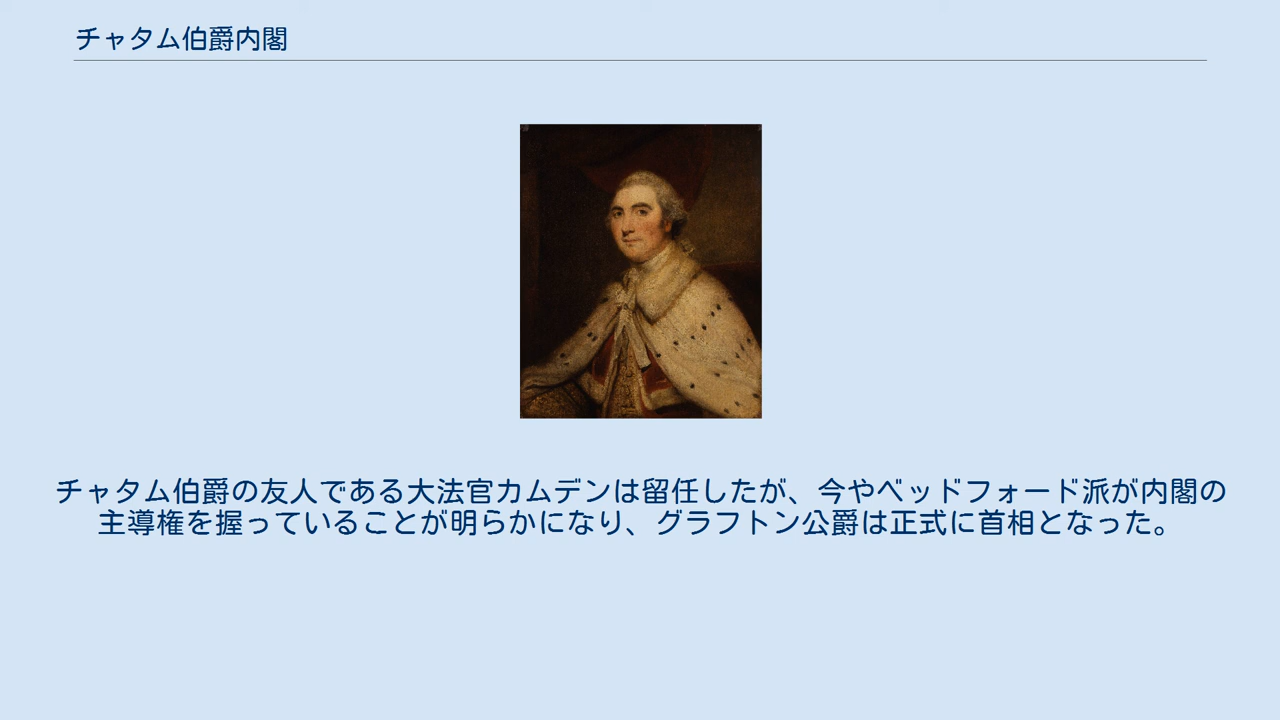 チャタム伯爵内閣
チャタム伯爵の友人である大法官カムデンは留任したが、今やベッドフォード派が内閣の
主導権を握っていることが明らかになり、グラフトン公爵は正式に首相となった。